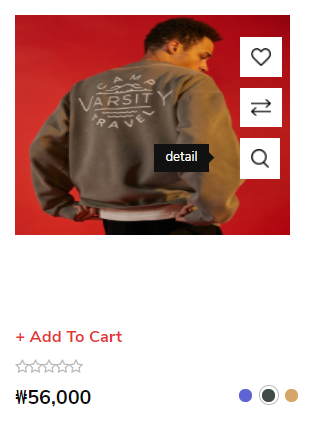 CAMP
VARSITY
TRAVEL
detail
+ Add To Cart
₩56,000